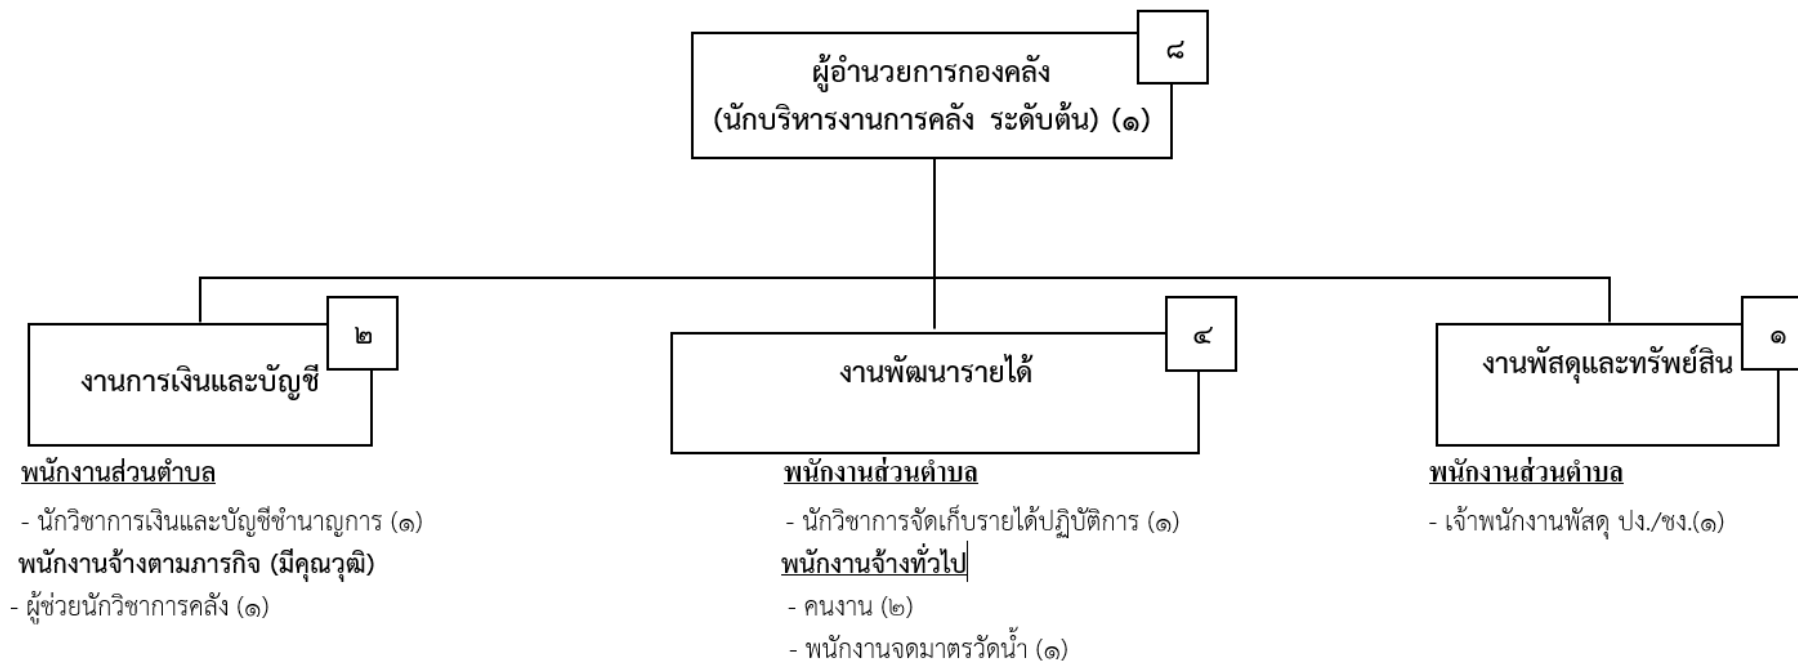 ๘
ผู้อำนวยการกองคลัง
(นักบริหารงานการคลัง ระดับต้น) (๑)
๒
งานการเงินและบัญชี
พนักงานส่วนตำบล
- นักวิชาการเงินและบัญชีชำนาญการ (๑)
พนักงานจ้างตามภารกิจ (มีคุณวุฒิ)
- ผู้ช่วยนักวิชาการคลัง (๑)
๔
งานพัฒนารายได้
พนักงานส่วนตำบล
- นักวิชาการจัดเก็บรายได้ปฏิบัติการ (๑)
พนักงานจ้างทั่วไป
- คนงาน (๒)
- พนักงานจดมาตรวัดน้ำ (๑)
๑
งานพัสดุและทรัพย์สิน
พนักงานส่วนตำบล
- เจ้าพนักงานพัสดุ ปง./ชง.(๑)